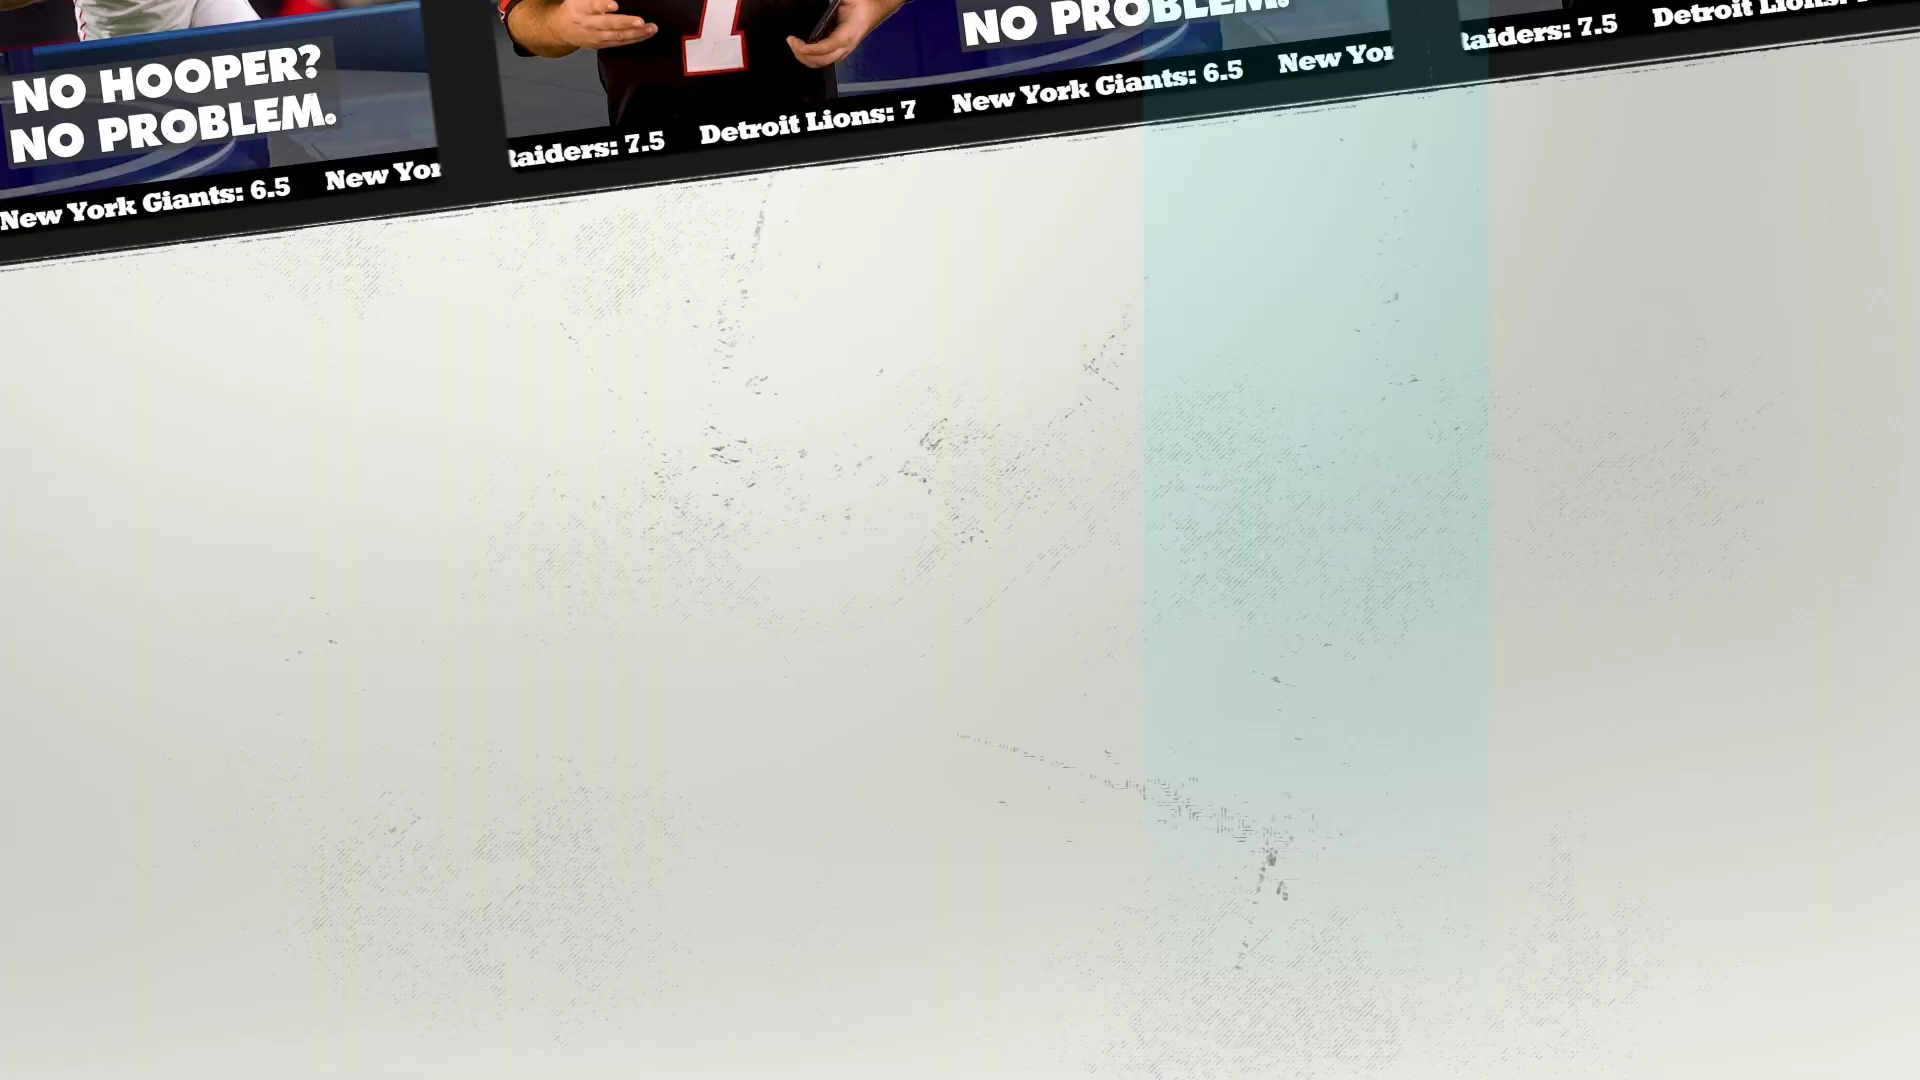 NO HOOPER?
NO PROBLEM.
New York Giants: 6.5 New Yor
7
Raiders: 7.5 Detroit Lions: 7 New York Giants: 6.5 New Yor
NO PROBLEM.
Raiders: 7.5 Detroit Lions: